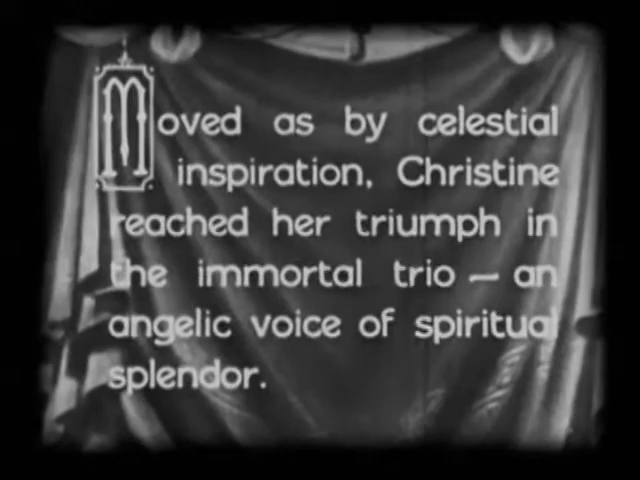 Moved as by celestial
inspiration, Christine
reached her triumph in
the immortal trio — an
angelic voice of spiritual
splendor.